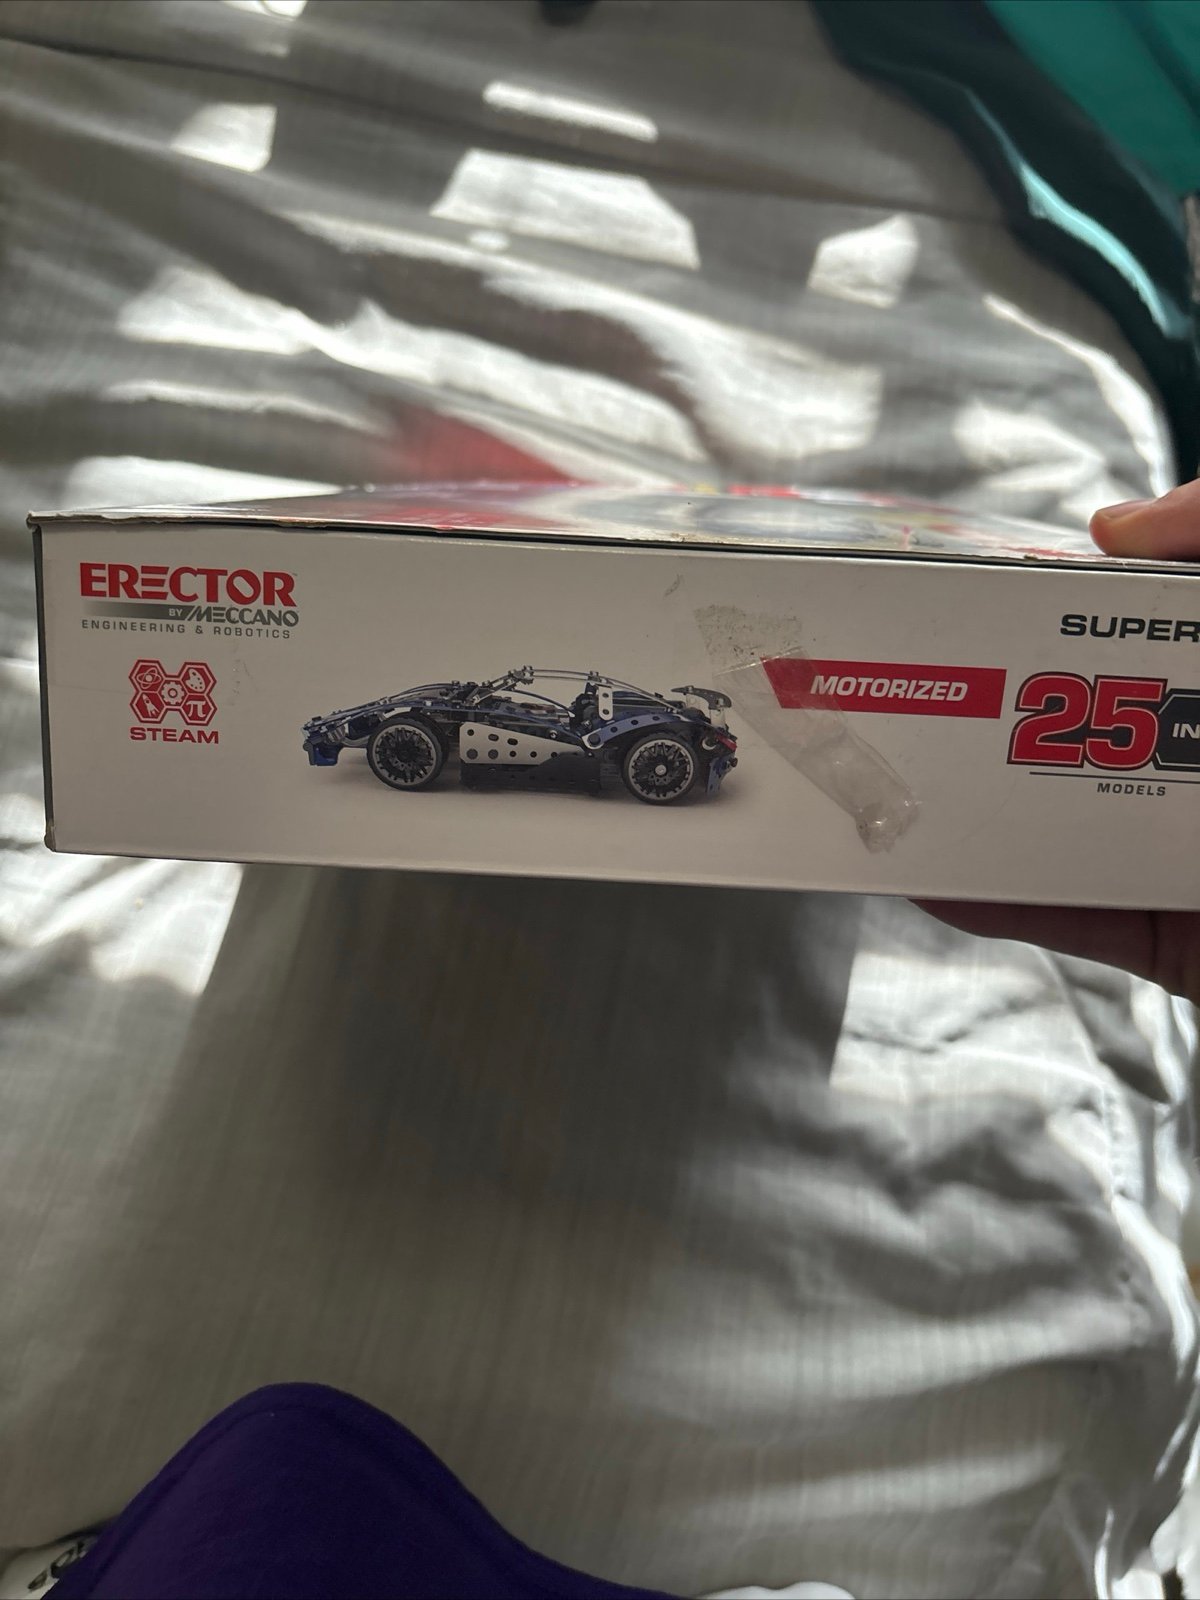 ERECTOR
BY MECCANO
ENGINEERING & ROBOTICS
STEAM
π
MOTORIZED
SUPER
25
IN
MODELS